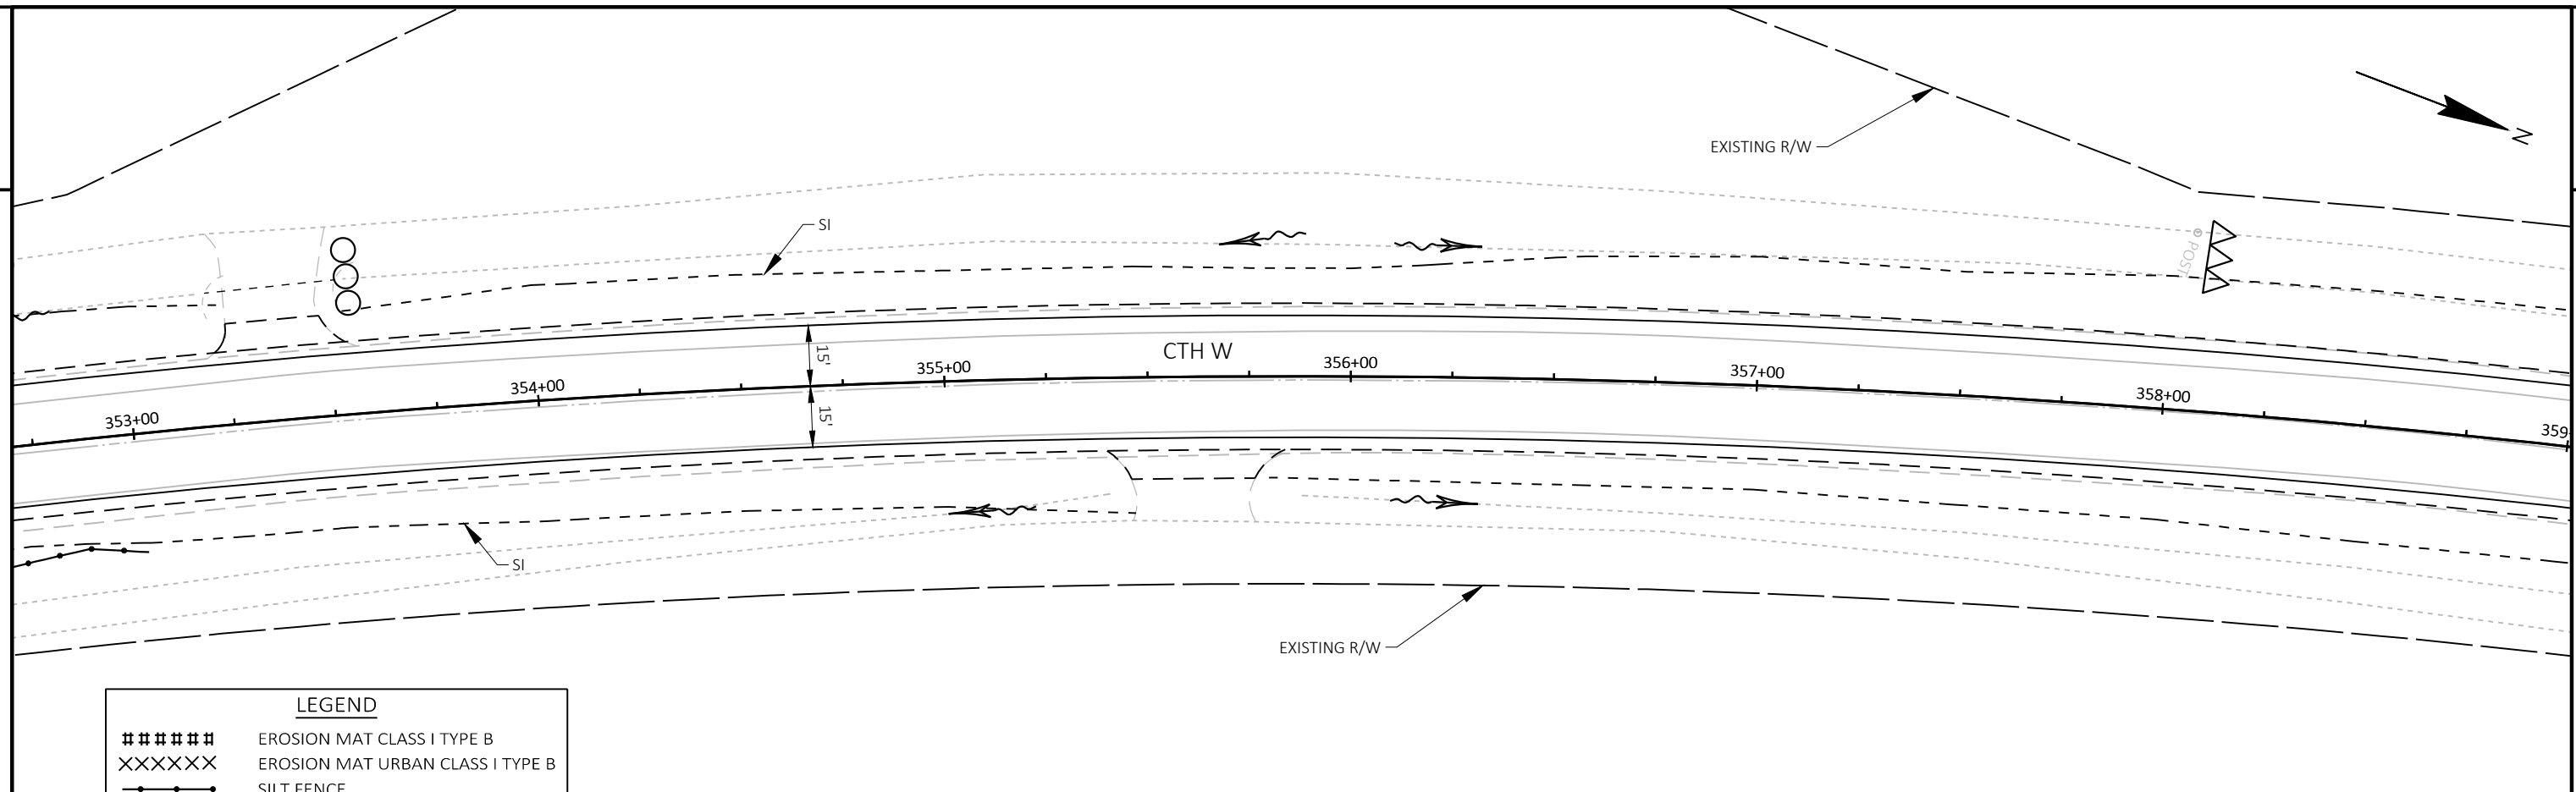 EXISTING R/W
N
SI
POST
15'
CTH W
353+00
354+00
355+00
356+00
357+00
358+00
359
15'
SI
EXISTING R/W
LEGEND
EROSION MAT CLASS I TYPE B
EROSION MAT URBAN CLASS I TYPE B
SILT FENCE